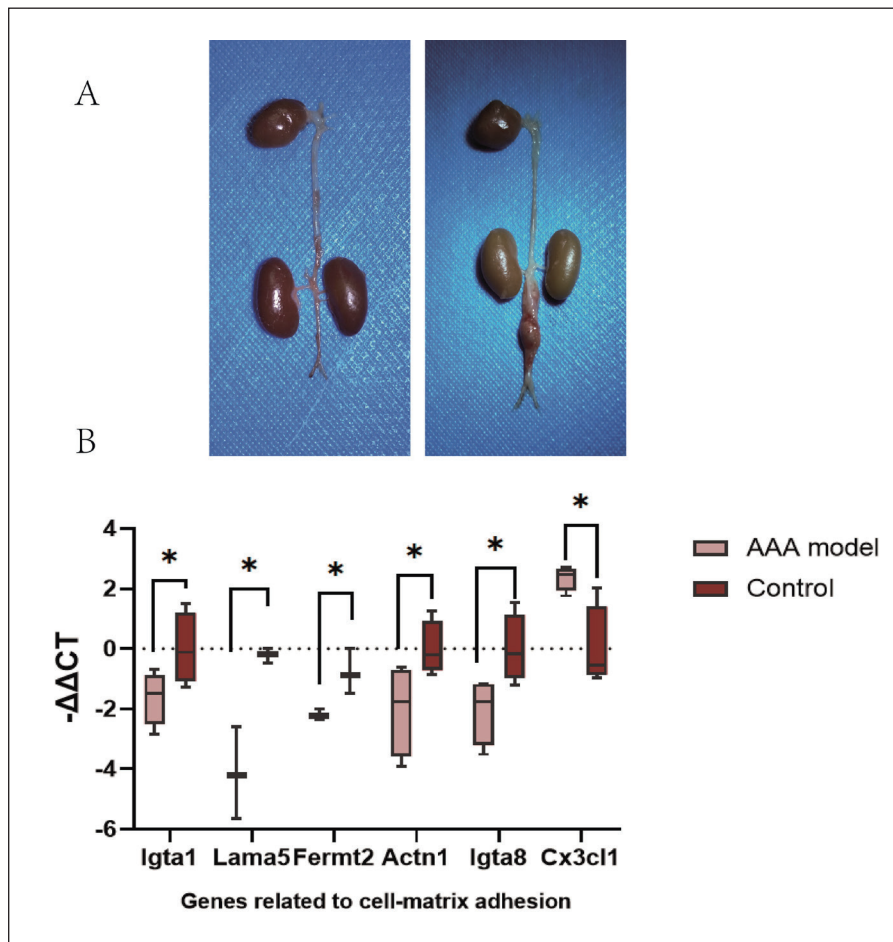 A
B
* * * * * *
4
2
0
-2
-4
-6
-ΔΔCT
AAA model
Control
Igta1 Lama5 Fermt2 Actn1 Igta8 Cx3cl1
Genes related to cell-matrix adhesion